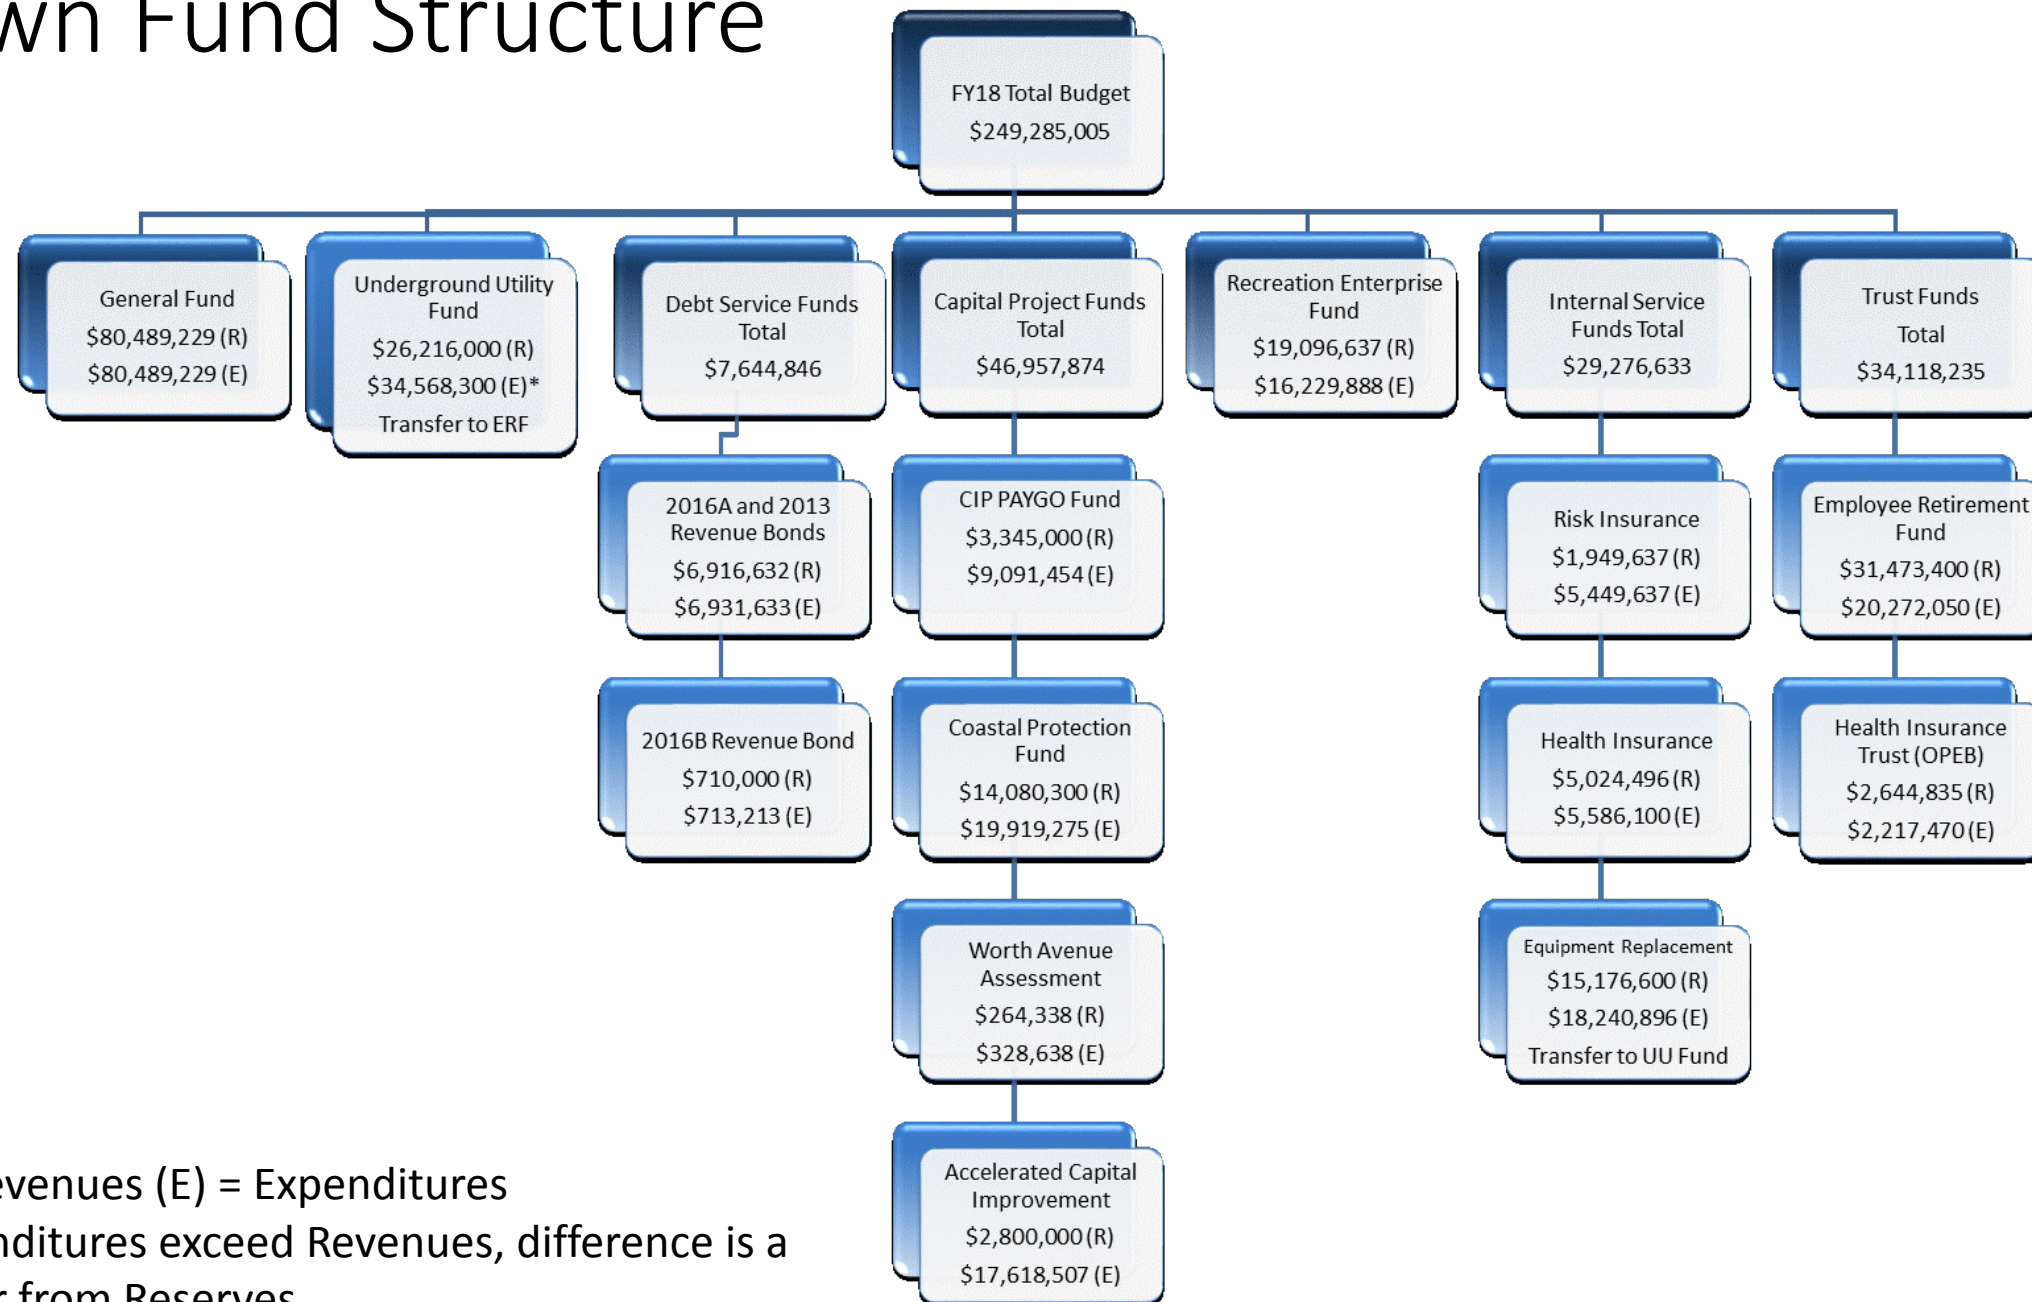 Fund Structure
FY18 Total Budget
$249,285,005
General Fund
$80,489,229 (R)
$80,489,229 (E)
Underground Utility
Fund
$26,216,000 (R)
$34,568,300 (E)*
Transfer to ERF
Debt Service Funds
Total
$7,644,846
Capital Project Funds
Total
$46,957,874
Recreation Enterprise
Fund
$19,096,637 (R)
$16,229,888 (E)
Internal Service
Funds Total
$29,276,633
Trust Funds
Total
$34,118,235
2016A and 2013
Revenue Bonds
$6,916,632 (R)
$6,931,633 (E)
CIP PAYGO Fund
$3,345,000 (R)
$9,091,454 (E)
Risk Insurance
$1,949,637 (R)
$5,449,637 (E)
Employee Retirement
Fund
$31,473,400 (R)
$20,272,050 (E)
2016B Revenue Bond
$710,000 (R)
$713,213 (E)
Coastal Protection
Fund
$14,080,300 (R)
$19,919,275 (E)
Health Insurance
$5,024,496 (R)
$5,586,100 (E)
Health Insurance
Trust (OPEB)
$2,644,835 (R)
$2,217,470 (E)
Worth Avenue
Assessment
$264,338 (R)
$328,638 (E)
Equipment Replacement
$15,176,600 (R)
$18,240,896 (E)
Transfer to UU Fund
Accelerated Capital
Improvement
$2,800,000 (R)
$17,618,507 (E)
evenues (E) = Expenditures
nditures exceed Revenues, difference is a
r from Reserves